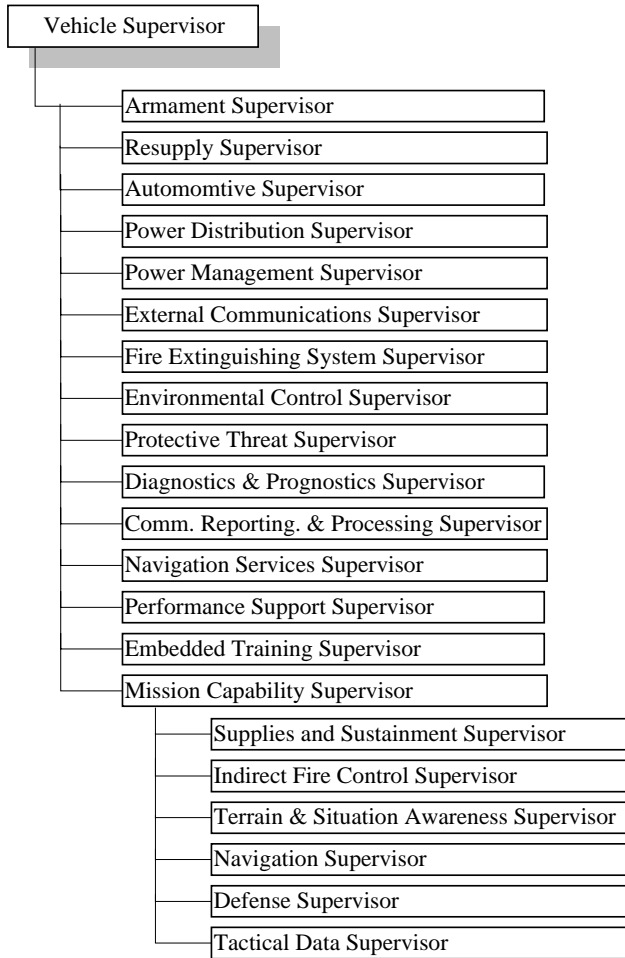 Vehicle Supervisor
Armament Supervisor
Resupply Supervisor
Automomtive Supervisor
Power Distribution Supervisor
Power Management Supervisor
External Communications Supervisor
Fire Extinguishing System Supervisor
Environmental Control Supervisor
Protective Threat Supervisor
Diagnostics & Prognostics Supervisor
Comm. Reporting. & Processing Supervisor
Navigation Services Supervisor
Performance Support Supervisor
Embedded Training Supervisor
Mission Capability Supervisor
Supplies and Sustainment Supervisor
Indirect Fire Control Supervisor
Terrain & Situation Awareness Supervisor
Navigation Supervisor
Defense Supervisor
Tactical Data Supervisor